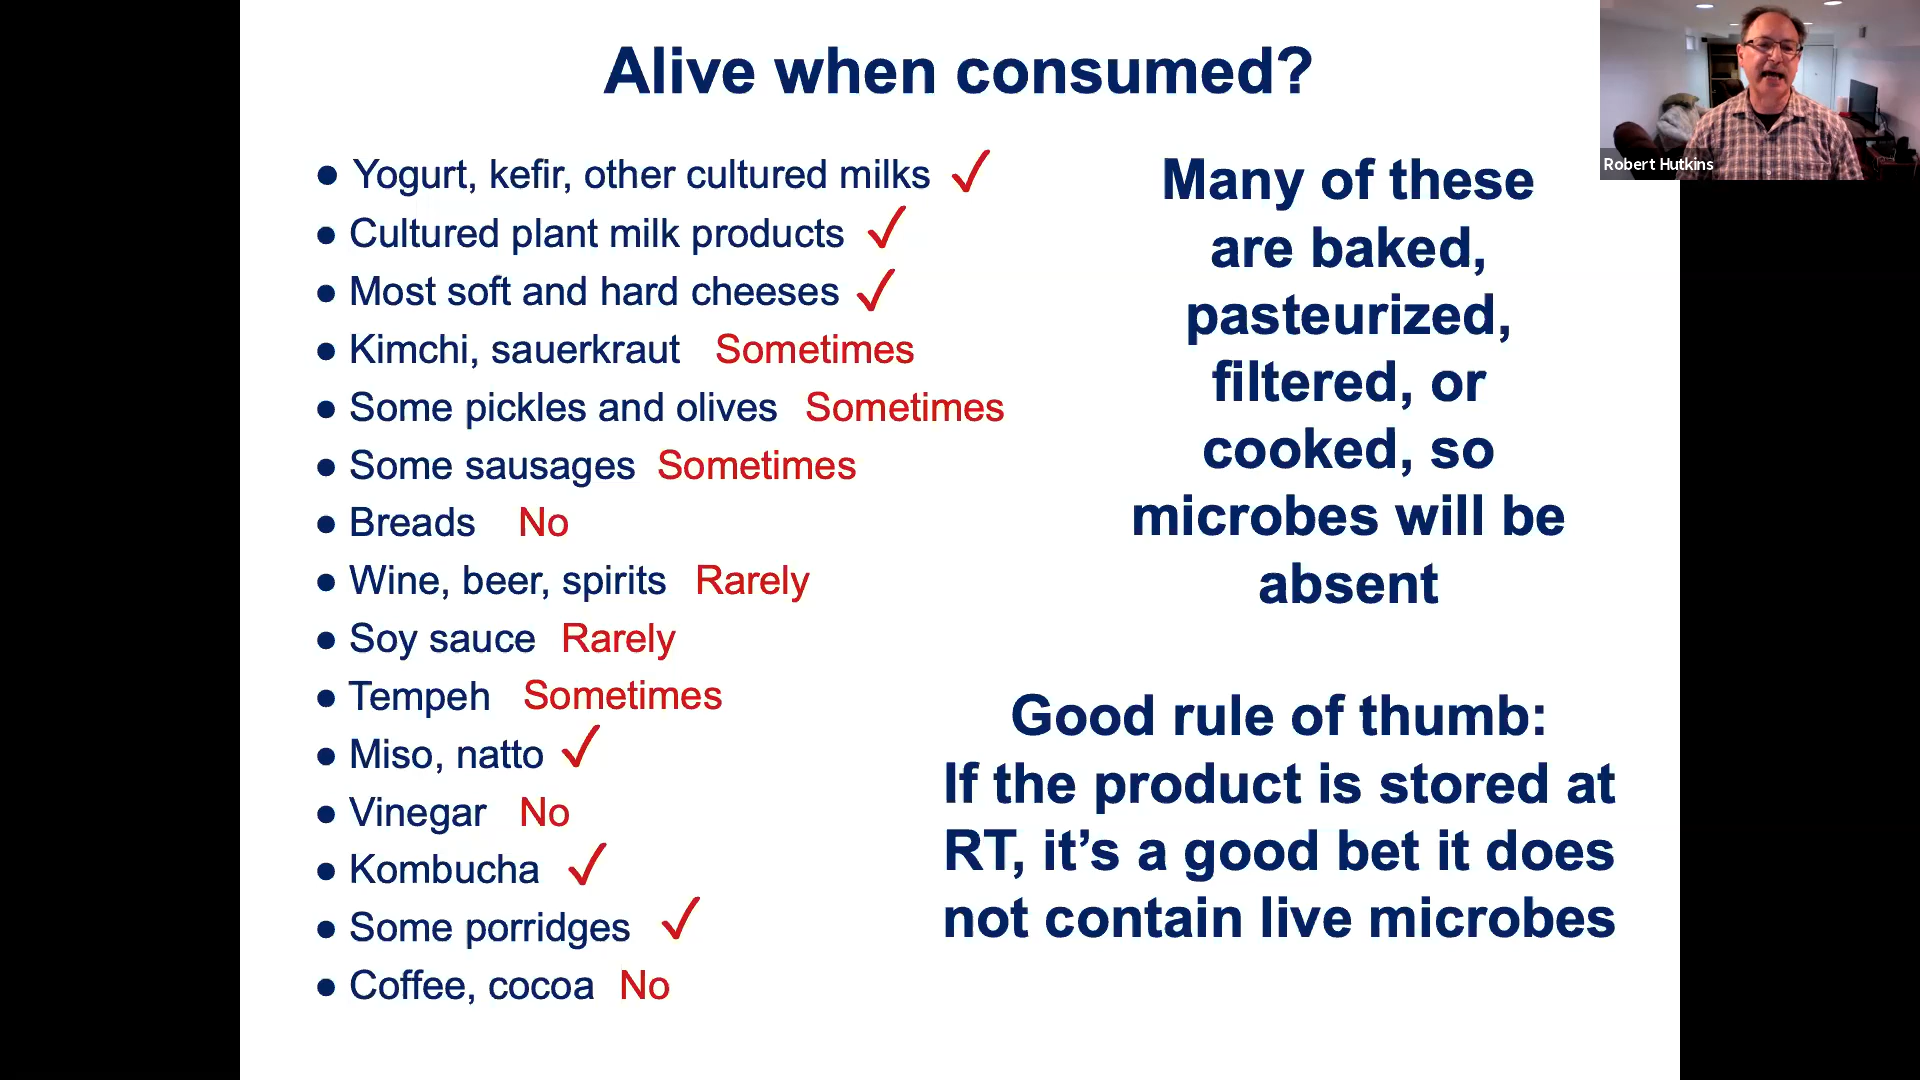 Alive when consumed?
● Yogurt, kefir, other cultured milks ✓
● Cultured plant milk products ✓
● Most soft and hard cheeses ✓
● Kimchi, sauerkraut Sometimes
● Some pickles and olives Sometimes
● Some sausages Sometimes
● Breads No
● Wine, beer, spirits Rarely
● Soy sauce Rarely
● Tempeh Sometimes
● Miso, natto ✓
● Vinegar No
● Kombucha ✓
● Some porridges ✓
● Coffee, cocoa No
Many of these
are baked,
pasteurized,
filtered, or
cooked, so
microbes will be
absent
Good rule of thumb:
If the product is stored at
RT, it’s a good bet it does
not contain live microbes
Robert Hutkins